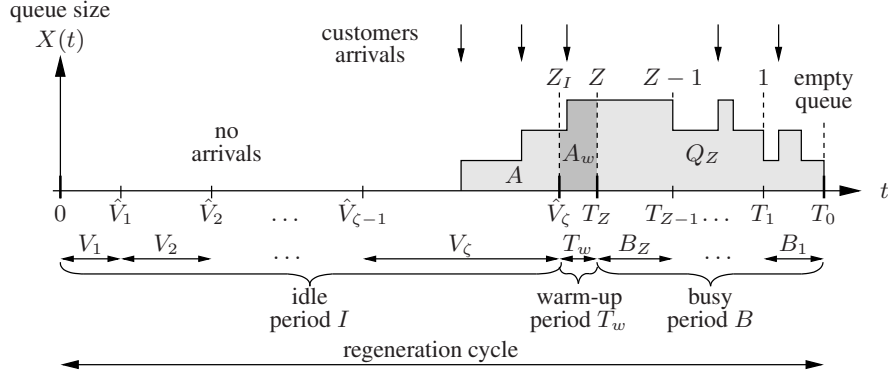 queue size
X(t)
customers
arrivals
Z_I Z Z − 1 1
empty
queue
no
arrivals
A A_w Q_Z
0 V̂_1 V̂_2 ... V̂_{ζ−1} V̂_ζ T_Z T_{Z−1} ... T_1 T_0 t
V_1 V_2 ... V_ζ T_w B_Z ... B_1
idle
period I
warm-up
period T_w
busy
period B
regeneration cycle